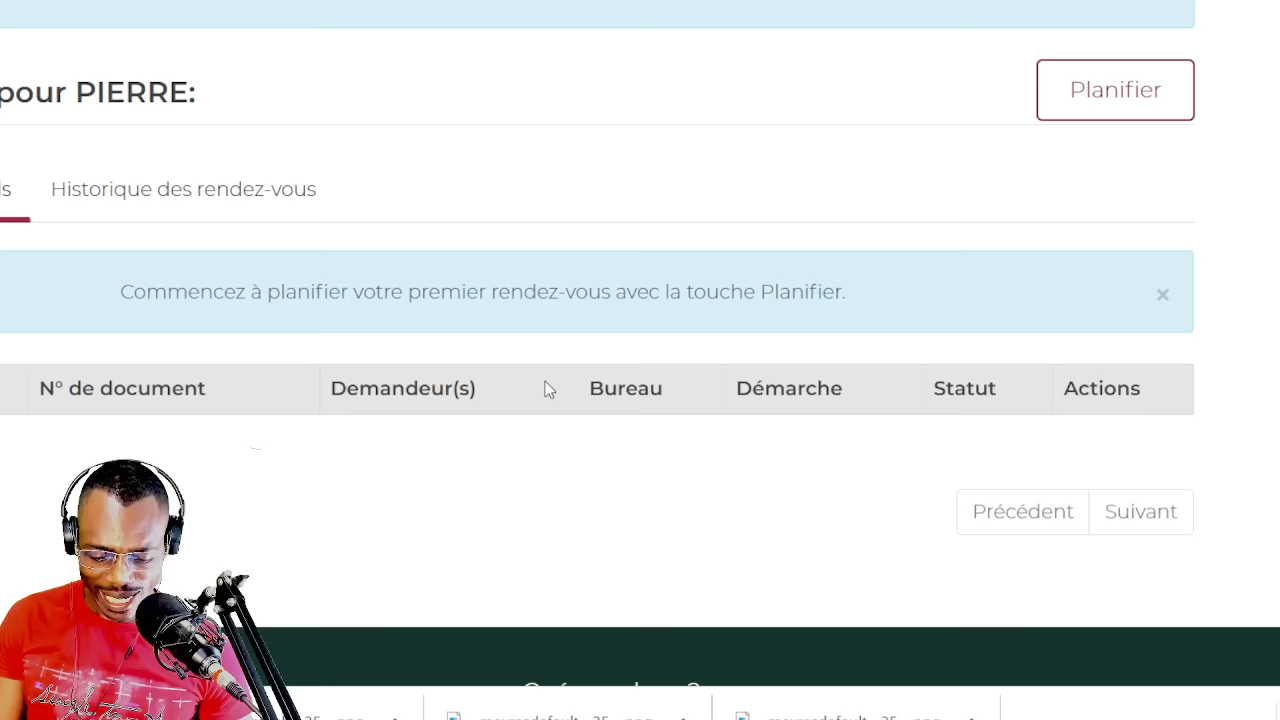 pour PIERRE:
Planifier
Historique des rendez-vous
Commencez à planifier votre premier rendez-vous avec la touche Planifier.
×
N° de document Demandeur(s) Bureau Démarche Statut Actions
Précédent Suivant